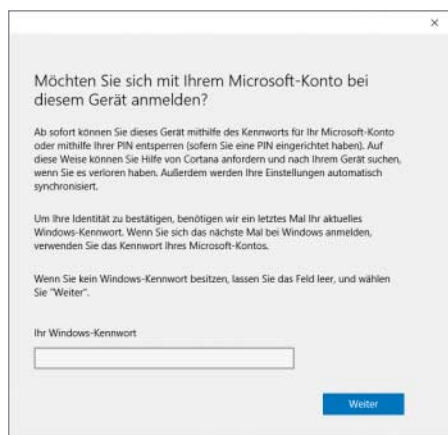 Möchten Sie sich mit Ihrem Microsoft-Konto bei
diesem Gerät anmelden?
Ab sofort können Sie dieses Gerät mithilfe des Kennworts für Ihr Microsoft-Konto
oder mithilfe Ihrer PIN entsperren (sofern Sie eine PIN eingerichtet haben). Auf
diese Weise können Sie Hilfe von Cortana anfordern und nach Ihrem Gerät suchen,
wenn Sie es verloren haben. Außerdem werden Ihre Einstellungen automatisch
synchronisiert.
Um Ihre Identität zu bestätigen, benötigen wir ein letztes Mal Ihr aktuelles
Windows-Kennwort. Wenn Sie sich das nächste Mal bei Windows anmelden,
verwenden Sie das Kennwort Ihres Microsoft-Kontos.
Wenn Sie kein Windows-Kennwort besitzen, lassen Sie das Feld leer, und wählen
Sie "Weiter".
Ihr Windows-Kennwort
Weiter